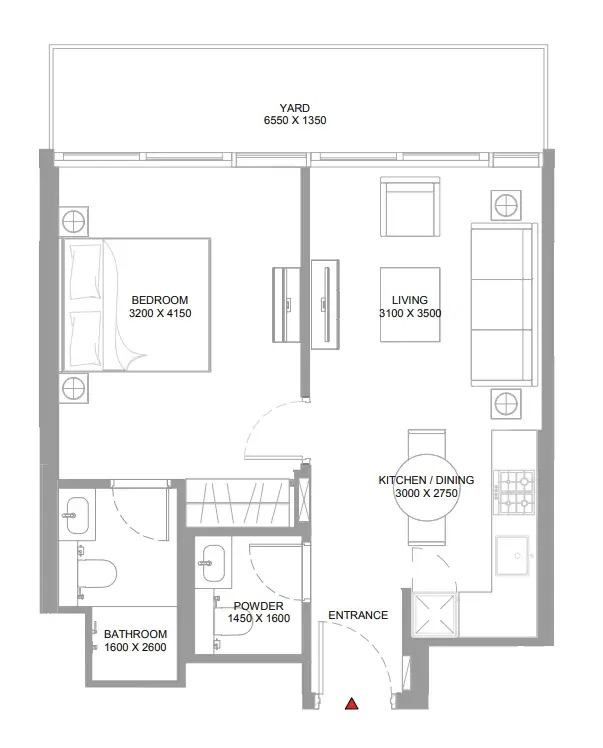 YARD
6550 X 1350
BEDROOM
3200 X 4150
LIVING
3100 X 3500
KITCHEN / DINING
3000 X 2750
POWDER
1450 X 1600
ENTRANCE
BATHROOM
1600 X 2600